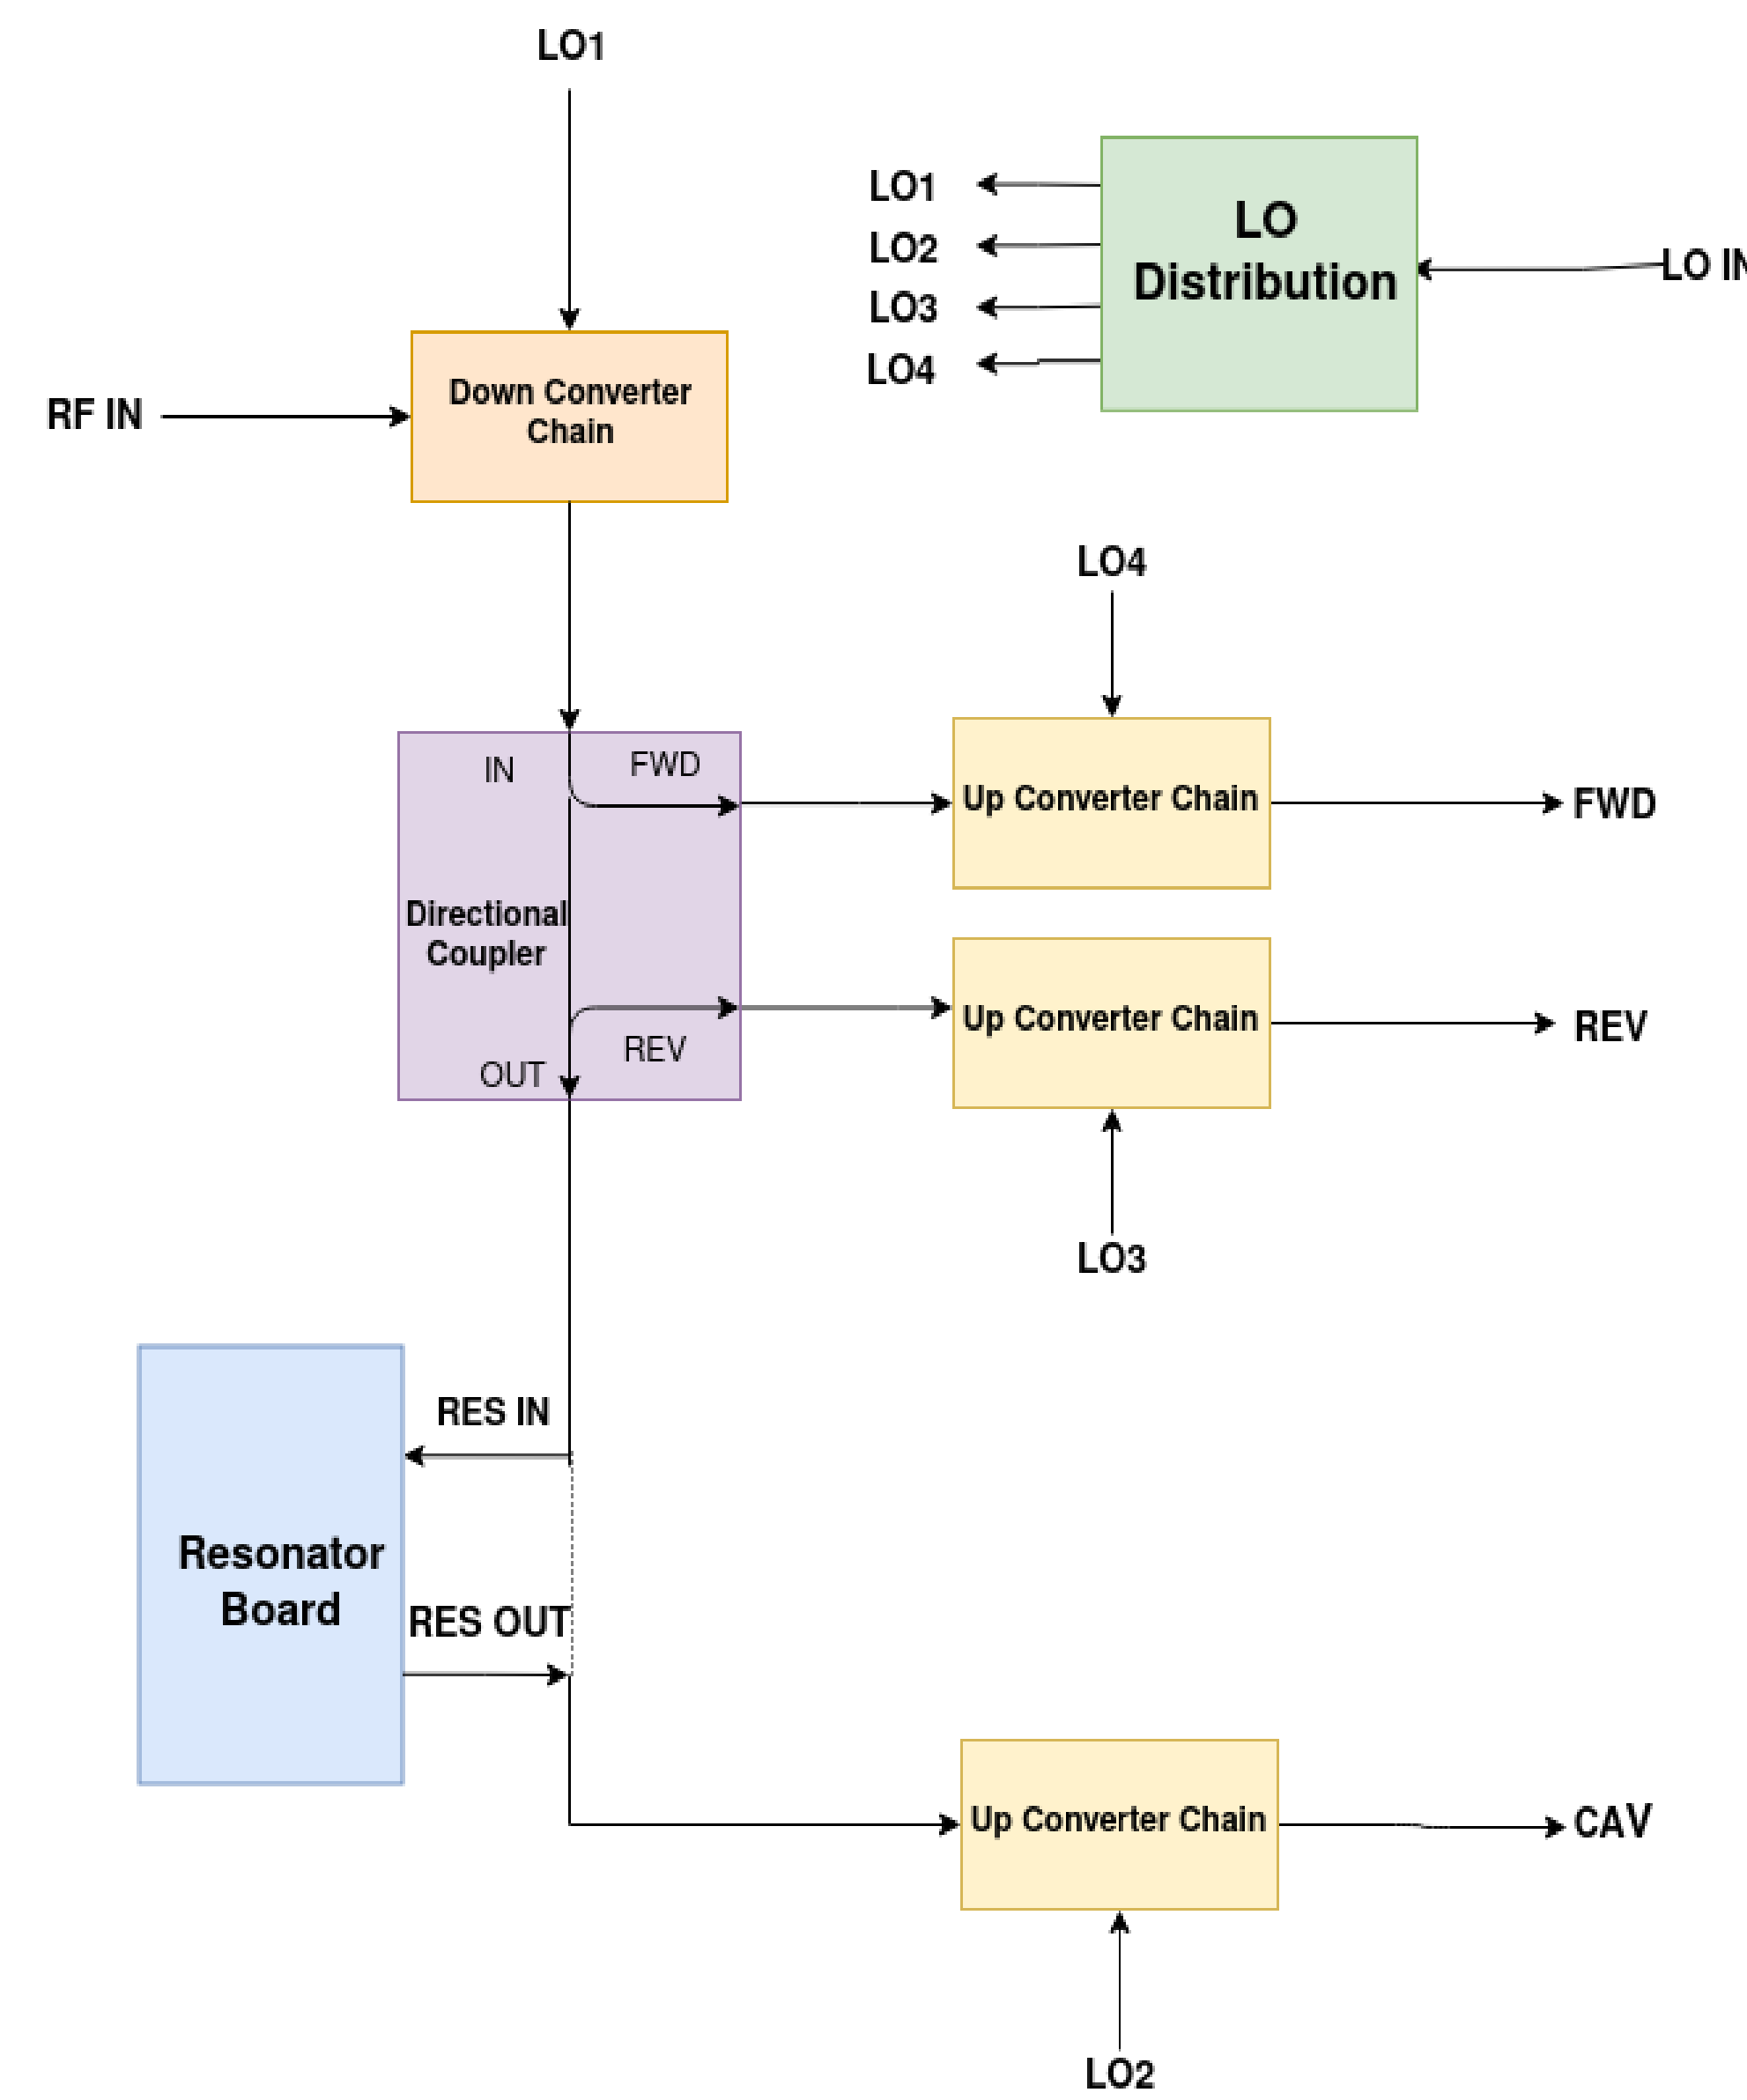 LO1
LO1
LO2
LO3
LO4
LO
Distribution
LO IN
RF IN
Down Converter
Chain
LO4
IN
FWD
Up Converter Chain
FWD
Directional
Coupler
Up Converter Chain
REV
REV
OUT
LO3
RES IN
Resonator
Board
RES OUT
Up Converter Chain
CAV
LO2